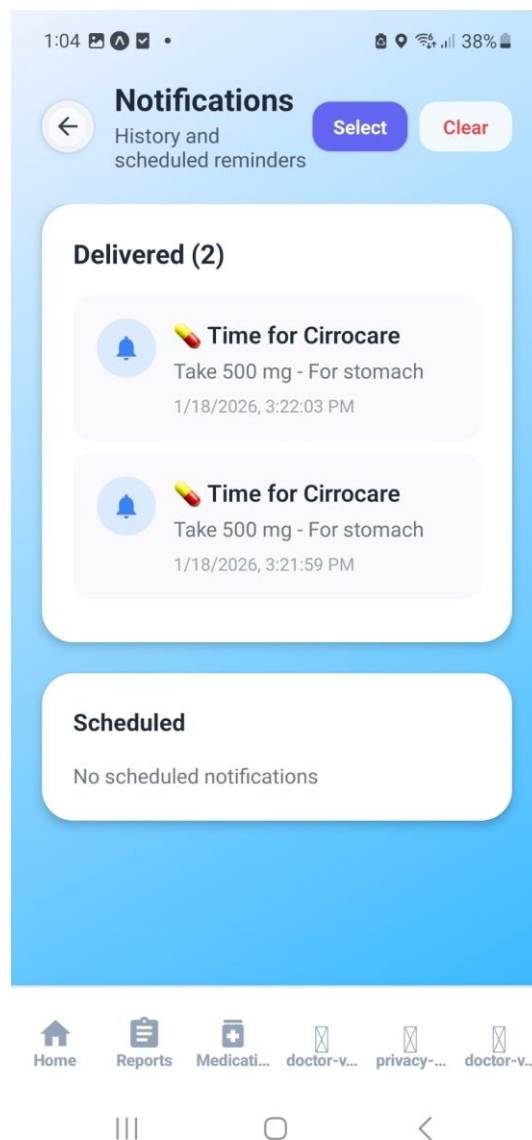 1:04
38%
Notifications
History and
scheduled reminders
Select
Clear
Delivered (2)
Time for Cirrocare
Take 500 mg - For stomach
1/18/2026, 3:22:03 PM
Time for Cirrocare
Take 500 mg - For stomach
1/18/2026, 3:21:59 PM
Scheduled
No scheduled notifications
Home
Reports
Medicati...
doctor-v...
privacy-...
doctor-v...